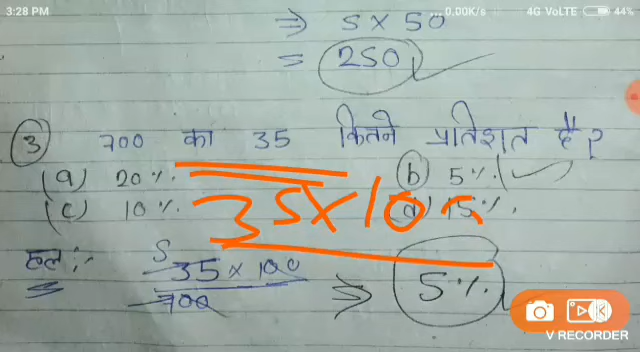 3:28 PM ...0.00K/s 4G VoLTE 44%
⇒ 5 × 50
= 250
③ 700 का 35 कितने प्रतिशत है?
(a) 20%. (b) 5%.
(c) 10%. (d) 15%.
35×10
हल:- 5 35 × 100 ⇒ 5%.
700
V RECORDER